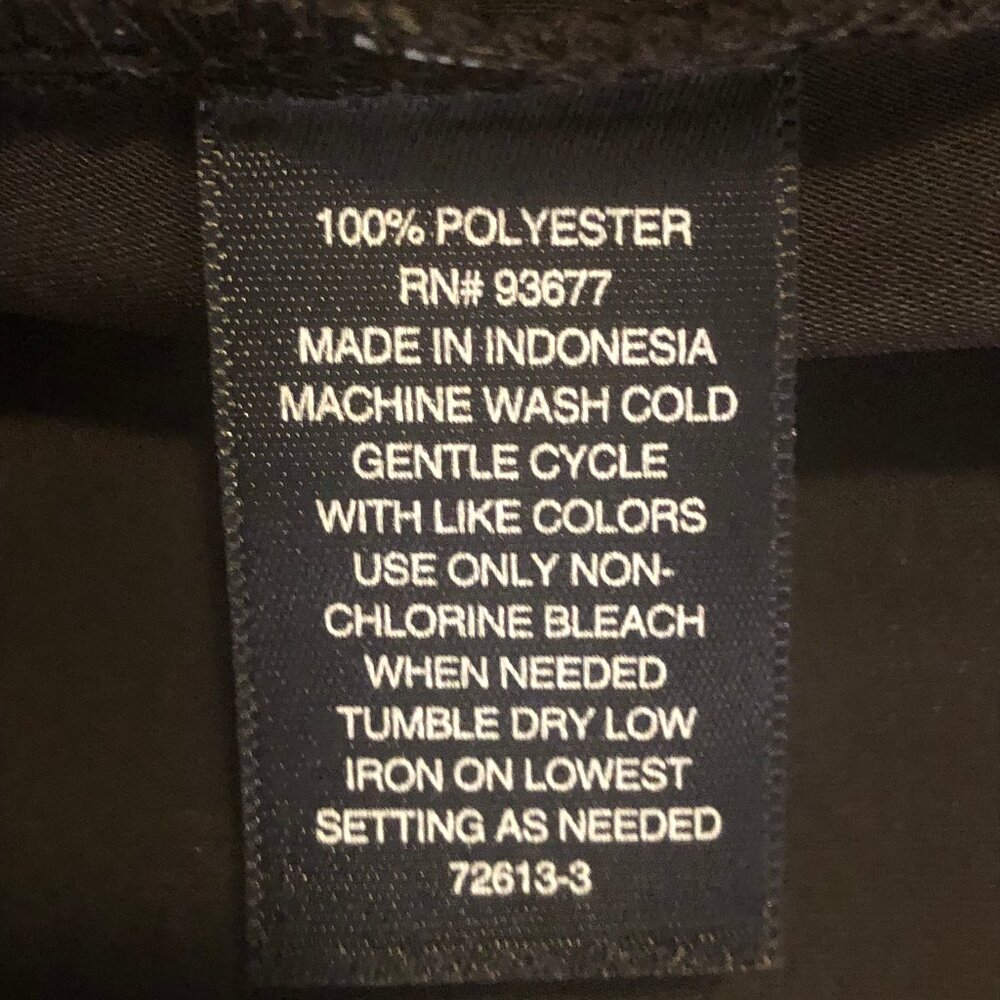 100% POLYESTER
RN# 93677
MADE IN INDONESIA
MACHINE WASH COLD
GENTLE CYCLE
WITH LIKE COLORS
USE ONLY NON-
CHLORINE BLEACH
WHEN NEEDED
TUMBLE DRY LOW
IRON ON LOWEST
SETTING AS NEEDED
72613-3